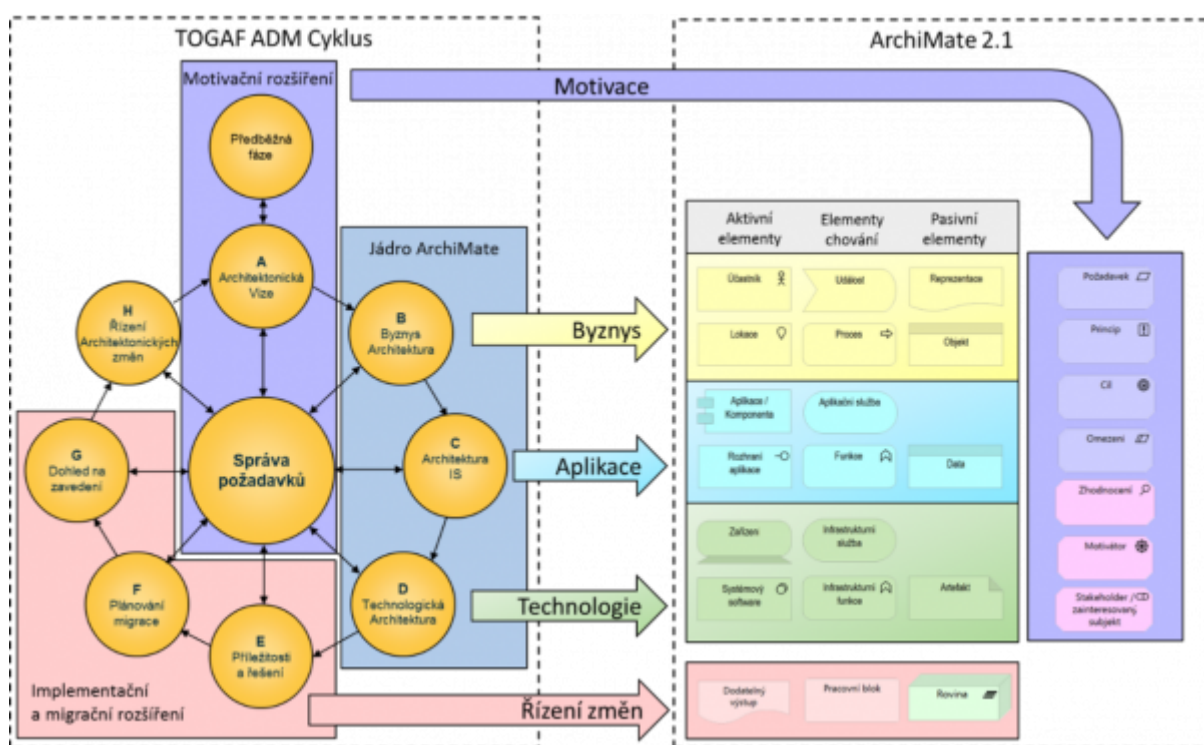 TOGAF ADM Cyklus
ArchiMate 2.1
Motivační rozšíření
Motivace
Předběžná
fáze
A
Architektonická
Vize
Jádro ArchiMate
H
Řízení
Architektonických
změn
B
Byznys
Architektura
Byznys
G
Dohled na
zavedení
Správa
požadavků
C
Architektura
IS
Aplikace
F
Plánování
migrace
D
Technologická
Architektura
Technologie
E
Příležitosti
a řešení
Implementační
a migrační rozšíření
Řízení změn
Aktivní
elementy
Elementy
chování
Pasivní
elementy
Účastník
Událost
Reprezentace
Lokace
Proces
Objekt
Aplikace /
Komponenta
Aplikační služba
Rozhraní
aplikace
Funkce
Data
Zařízení
Infrastrukturní
služba
Systémový
software
Infrastrukturní
funkce
Artefakt
Dodatelný
výstup
Pracovní blok
Rovina
Požadavek
Princip
Cíl
Omezení
Zhodnocení
Motivátor
Stakeholder /
zainteresovaný
subjekt